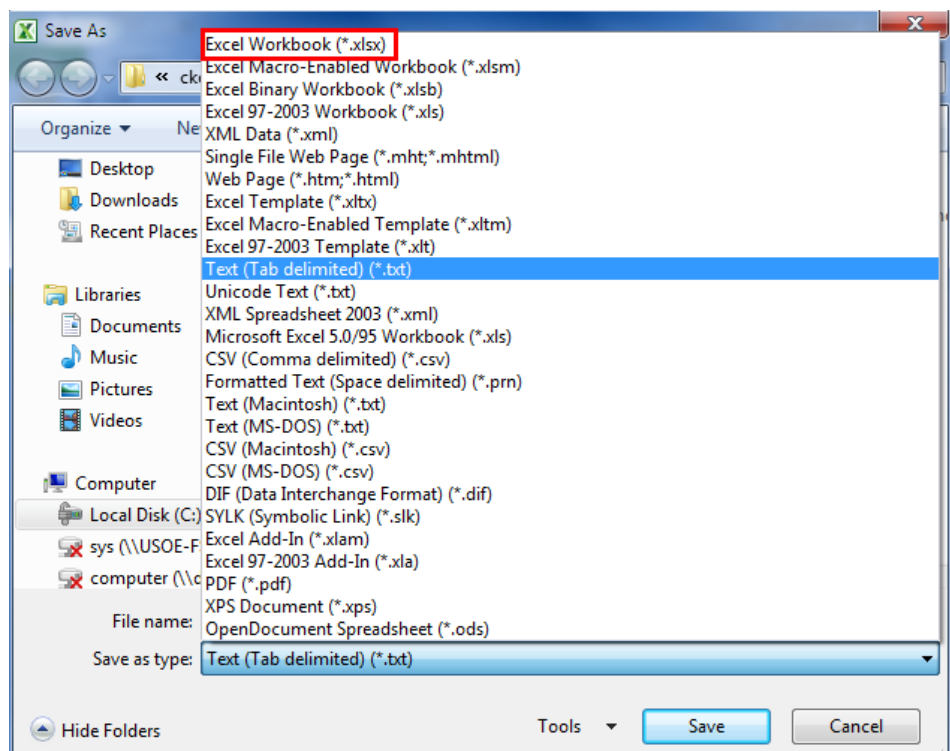 Save As
« ck
Organize
Ne
Desktop
Downloads
Recent Places
Libraries
Documents
Music
Pictures
Videos
Computer
Local Disk (C:)
sys (\\USOE-F
computer (\\
Excel Workbook (*.xlsx)
Excel Macro-Enabled Workbook (*.xlsm)
Excel Binary Workbook (*.xlsb)
Excel 97-2003 Workbook (*.xls)
XML Data (*.xml)
Single File Web Page (*.mht;*.mhtml)
Web Page (*.htm;*.html)
Excel Template (*.xltx)
Excel Macro-Enabled Template (*.xltm)
Excel 97-2003 Template (*.xlt)
Text (Tab delimited) (*.txt)
Unicode Text (*.txt)
XML Spreadsheet 2003 (*.xml)
Microsoft Excel 5.0/95 Workbook (*.xls)
CSV (Comma delimited) (*.csv)
Formatted Text (Space delimited) (*.prn)
Text (Macintosh) (*.txt)
Text (MS-DOS) (*.txt)
CSV (Macintosh) (*.csv)
CSV (MS-DOS) (*.csv)
DIF (Data Interchange Format) (*.dif)
SYLK (Symbolic Link) (*.slk)
Excel Add-In (*.xlam)
Excel 97-2003 Add-In (*.xla)
PDF (*.pdf)
XPS Document (*.xps)
OpenDocument Spreadsheet (*.ods)
File name:
Save as type: Text (Tab delimited) (*.txt)
Hide Folders
Tools
Save
Cancel